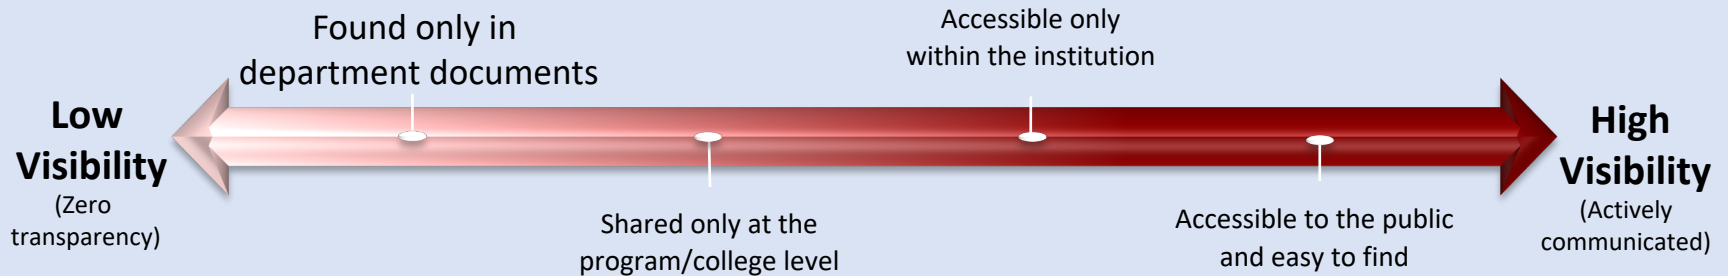 Low
Visibility
(Zero
transparency)
Found only in
department documents
Shared only at the
program/college level
Accessible only
within the institution
Accessible to the public
and easy to find
High
Visibility
(Actively
communicated)